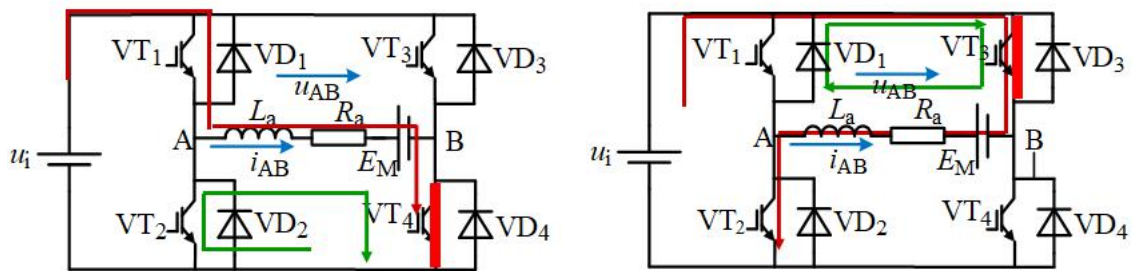 VT1 VD1 VT3 VD3
uAB
La Ra
A B
ui iAB EM
VT2 VD2 VT4 VD4
VT1 VD1 VT3 VD3
uAB
La Ra
A B
ui iAB EM
VT2 VD2 VT4 VD4